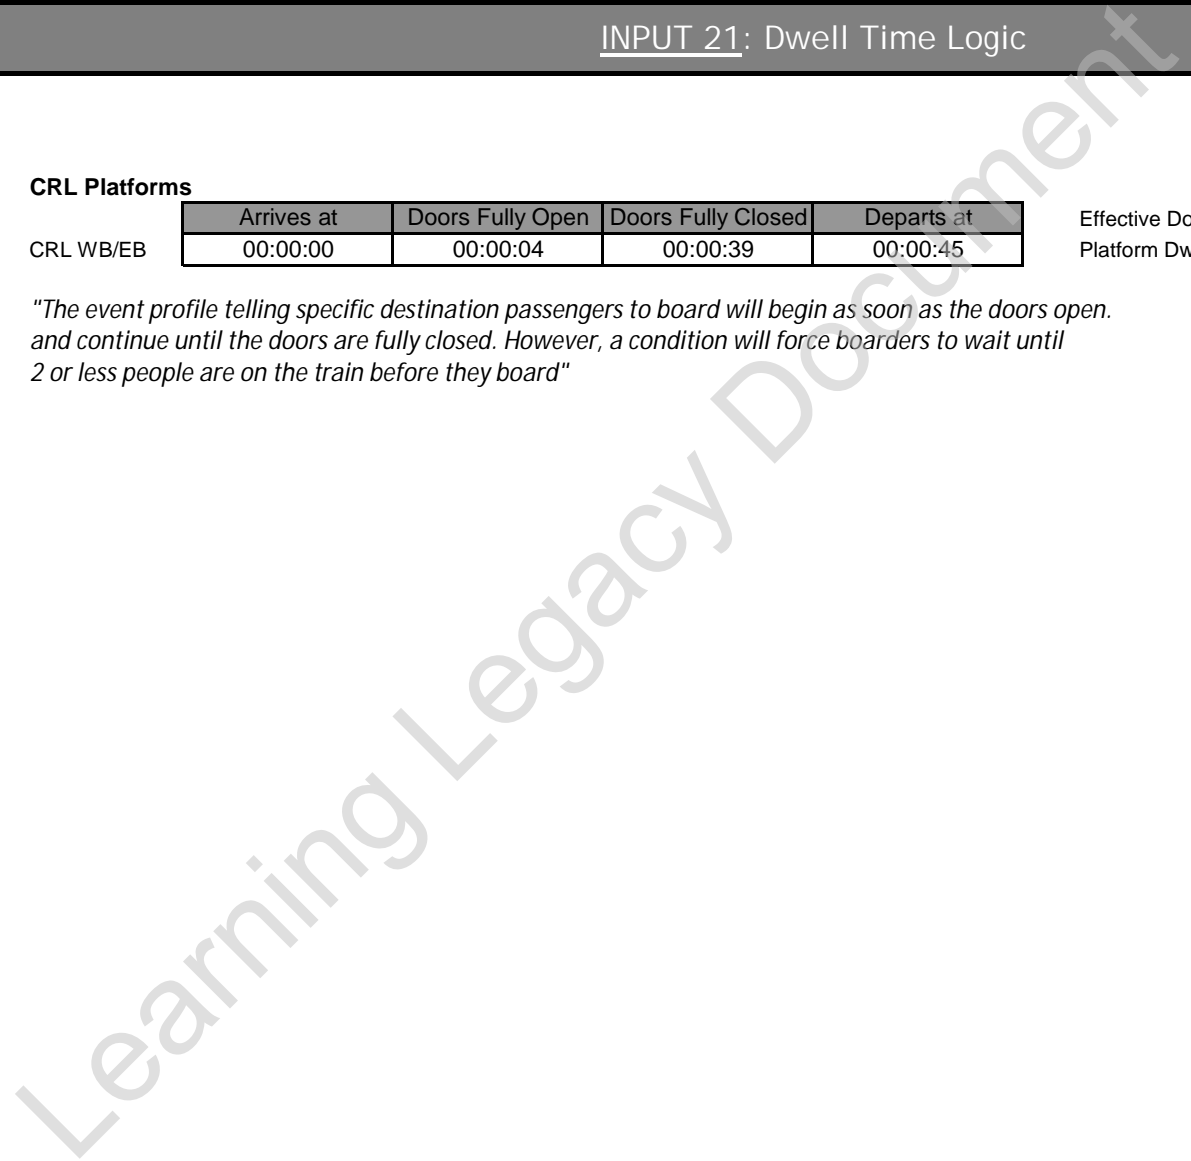 INPUT 21: Dwell Time Logic
CRL Platforms
Arrives at Doors Fully Open Doors Fully Closed Departs at Effective
CRL WB/EB 00:00:00 00:00:04 00:00:39 00:00:45 Platform
"The event profile telling specific destination passengers to board will begin as soon as the doors open.
and continue until the doors are fully closed. However, a condition will force boarders to wait until
2 or less people are on the train before they board"
Learning Legacy Document